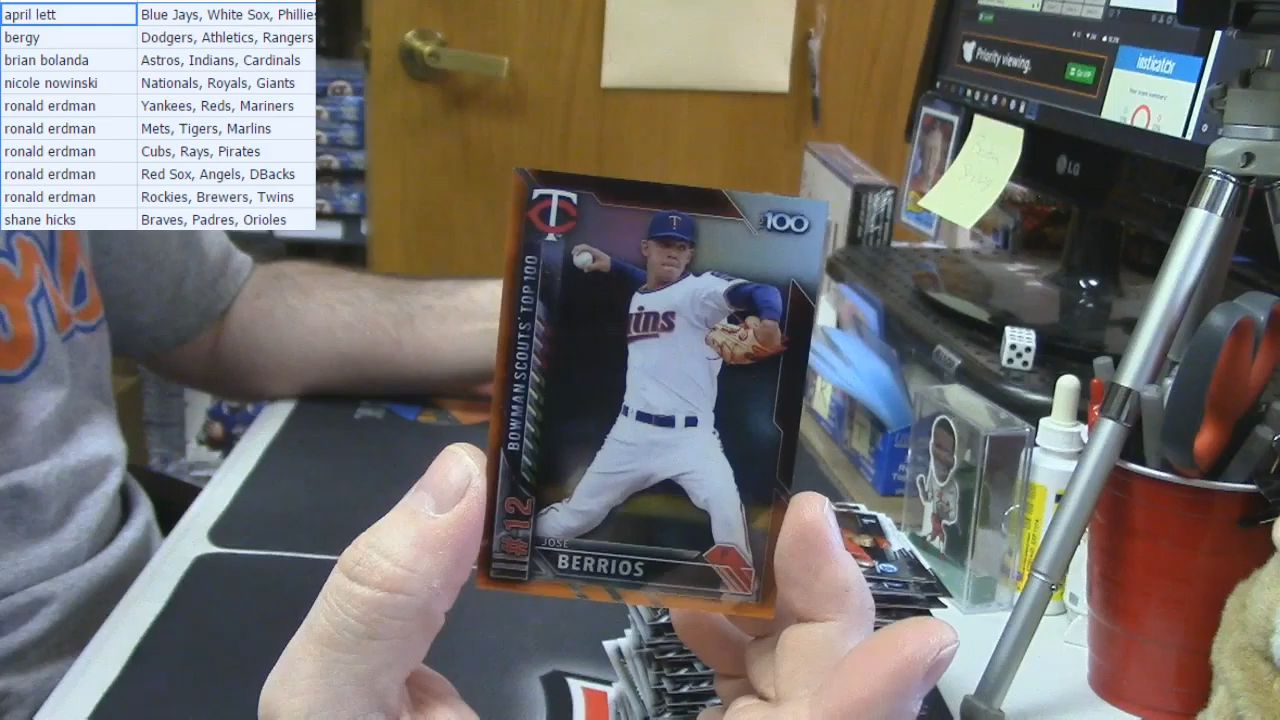 april lett Blue Jays, White Sox, Phillies
bergy Dodgers, Athletics, Rangers
brian bolanda Astros, Indians, Cardinals
nicole nowinski Nationals, Royals, Giants
ronald erdman Yankees, Reds, Mariners
ronald erdman Mets, Tigers, Marlins
ronald erdman Cubs, Rays, Pirates
ronald erdman Red Sox, Angels, DBacks
ronald erdman Rockies, Brewers, Twins
shane hicks Braves, Padres, Orioles
Priority viewing.
insticator
LG
TC
100
BOWMAN SCOUTS' TOP 100
T
#12
JOSE
BERRIOS